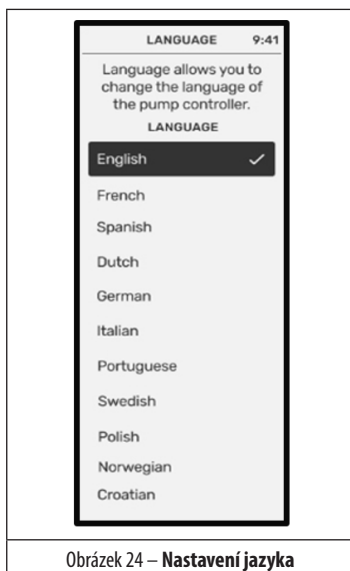 LANGUAGE 9:41
Language allows you to
change the language of
the pump controller.
LANGUAGE
English
French
Spanish
Dutch
German
Italian
Portuguese
Swedish
Polish
Norwegian
Croatian
Obrázek 24 – Nastavení jazyka